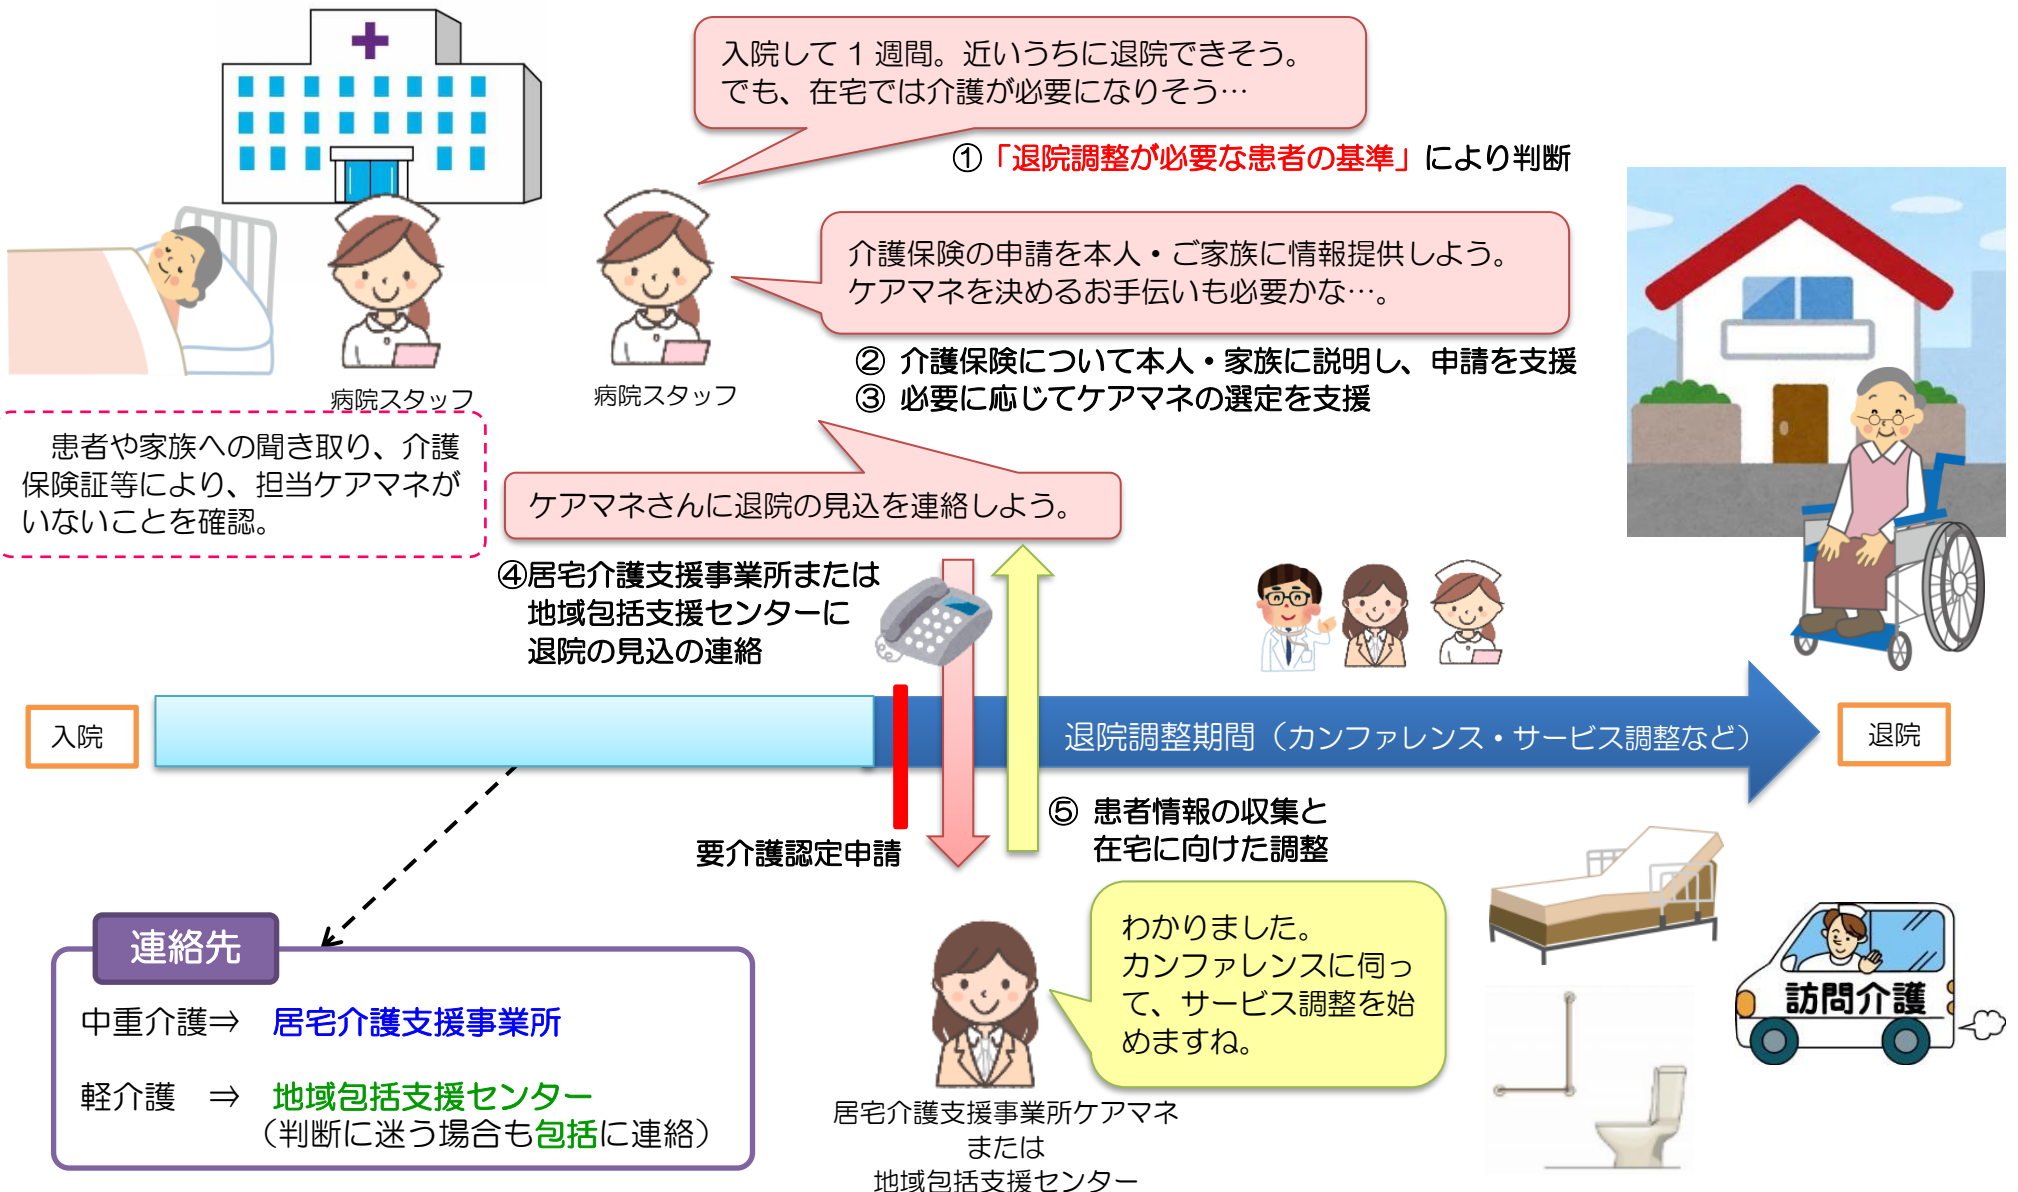 入院して1週間。近いうちに退院できそう。
でも、在宅では介護が必要になりそう…
①「退院調整が必要な患者の基準」により判断
介護保険の申請を本人・ご家族に情報提供しよう。
ケアマネを決めるお手伝いも必要かな…。
② 介護保険について本人・家族に説明し、申請を支援
③ 必要に応じてケアマネの選定を支援
病院スタッフ
病院スタッフ
患者や家族への聞き取り、介護
保険証等により、担当ケアマネが
いないことを確認。
ケアマネさんに退院の見込を連絡しよう。
④居宅介護支援事業所または
地域包括支援センターに
退院の見込の連絡
入院
退院調整期間（カンファレンス・サービス調整など）
退院
要介護認定申請
⑤ 患者情報の収集と
在宅に向けた調整
連絡先
中重介護⇒ 居宅介護支援事業所
軽介護 ⇒ 地域包括支援センター
（判断に迷う場合も包括に連絡）
わかりました。
カンファレンスに伺っ
て、サービス調整を始
めますね。
居宅介護支援事業所ケアマネ
または
地域包括支援センター
訪問介護